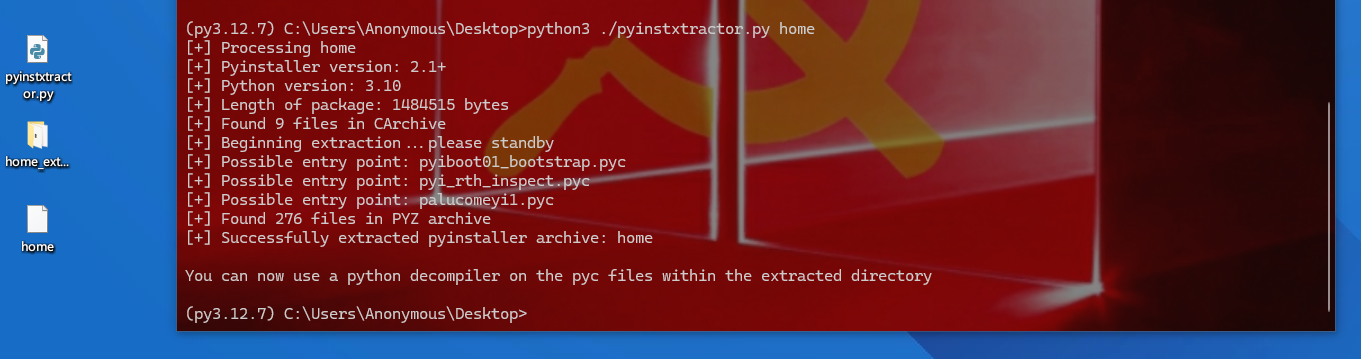 pyinstxtract
or.py
home_ext...
home
(py3.12.7) C:\Users\Anonymous\Desktop>python3 ./pyinstxtractor.py home
[+] Processing home
[+] Pyinstaller version: 2.1+
[+] Python version: 3.10
[+] Length of package: 1484515 bytes
[+] Found 9 files in CArchive
[+] Beginning extraction...please standby
[+] Possible entry point: pyiboot01_bootstrap.pyc
[+] Possible entry point: pyi_rth_inspect.pyc
[+] Possible entry point: palucomeyi1.pyc
[+] Found 276 files in PYZ archive
[+] Successfully extracted pyinstaller archive: home
You can now use a python decompiler on the pyc files within the extracted directory
(py3.12.7) C:\Users\Anonymous\Desktop>